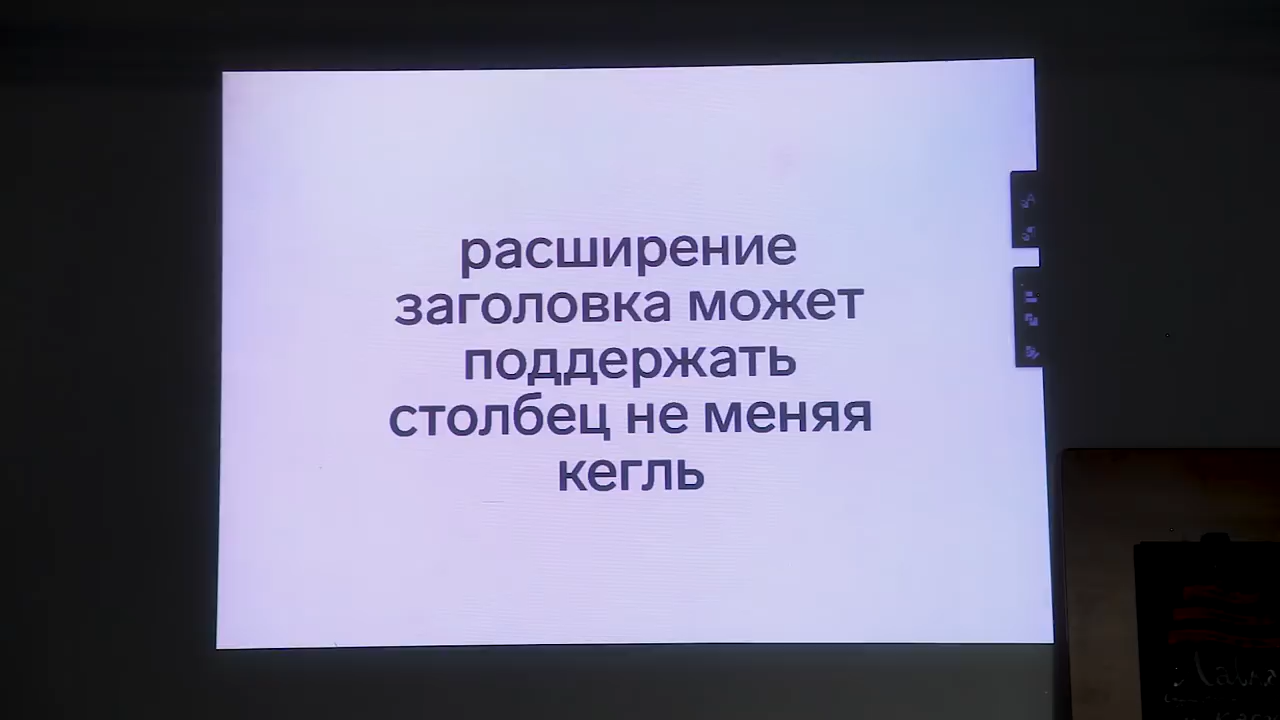 расширение
заголовка может
поддержать
столбец не меняя
кегль